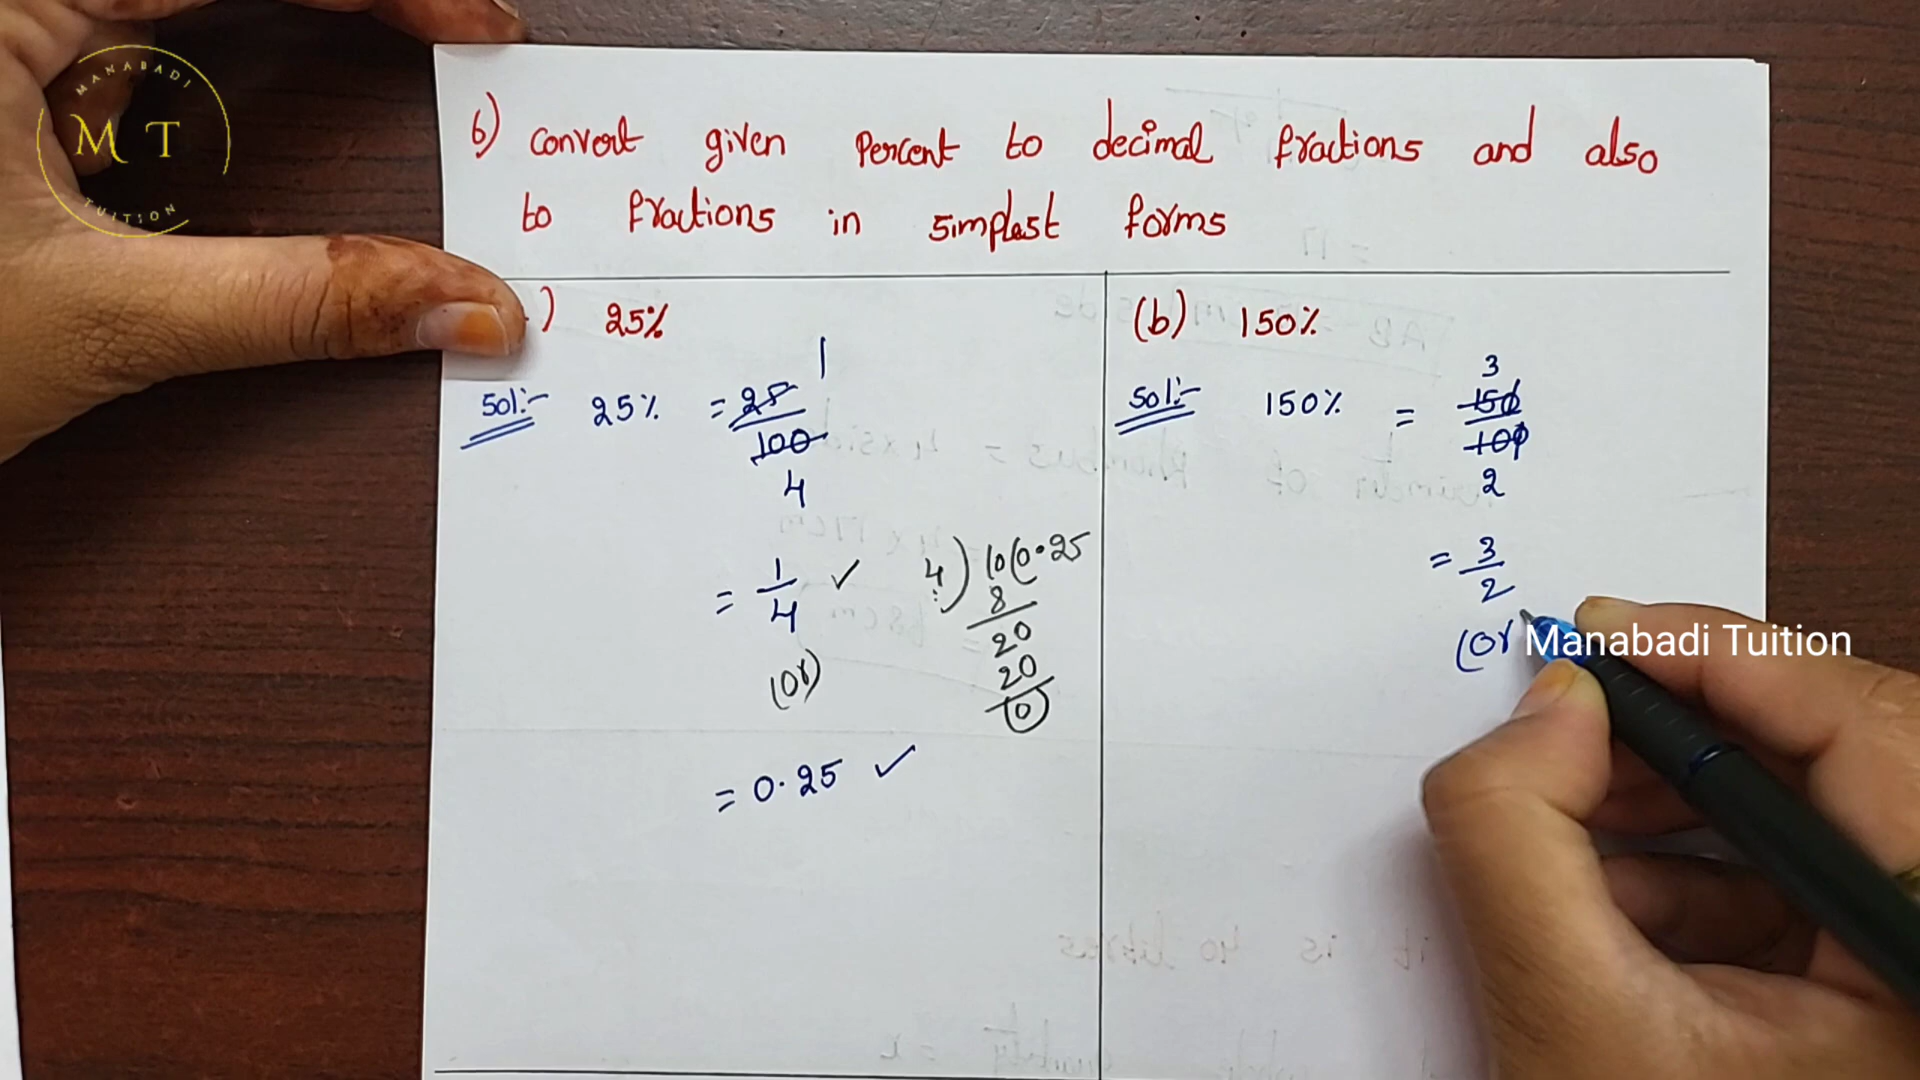 MANABADI
M T
TUITION
6) Convert given Percent to decimal fractions and also
to fractions in simplest forms
) 25%
Sol:- 25% = 25/100
1
4
= 1/4 ✓
(or)
= 0.25 ✓
4) 10(0.25
8
20
20
0
(b) 150%
Sol:- 150% = 150/100
3
2
= 3/2
(or
Manabadi Tuition